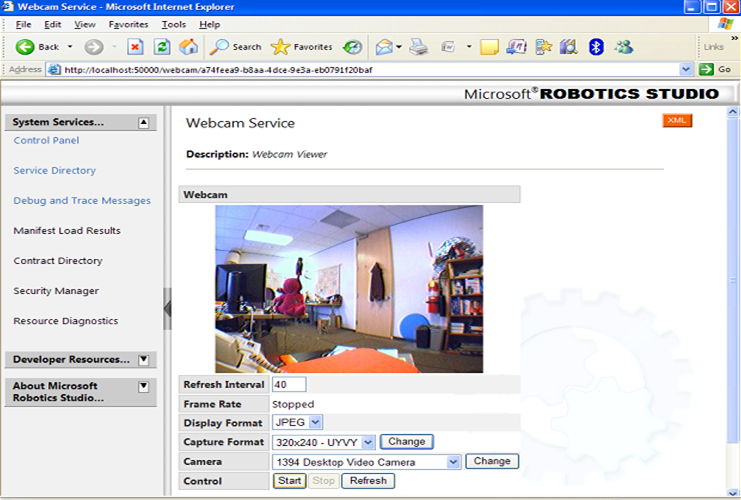 Webcam Service - Microsoft Internet Explorer
File Edit View Favorites Tools Help
Back Search Favorites Links
Address http://localhost:50000/webcam/a74feea9-b8aa-4dce-9e3a-eb0791f20baf Go
Microsoft® ROBOTICS STUDIO
System Services...
Control Panel
Service Directory
Debug and Trace Messages
Manifest Load Results
Contract Directory
Security Manager
Resource Diagnostics
Developer Resources...
About Microsoft
Robotics Studio...
Webcam Service
XML
Description: Webcam Viewer
Webcam
Refresh Interval 40
Frame Rate Stopped
Display Format JPEG
Capture Format 320x240 - UYVY Change
Camera 1394 Desktop Video Camera Change
Control Start Stop Refresh